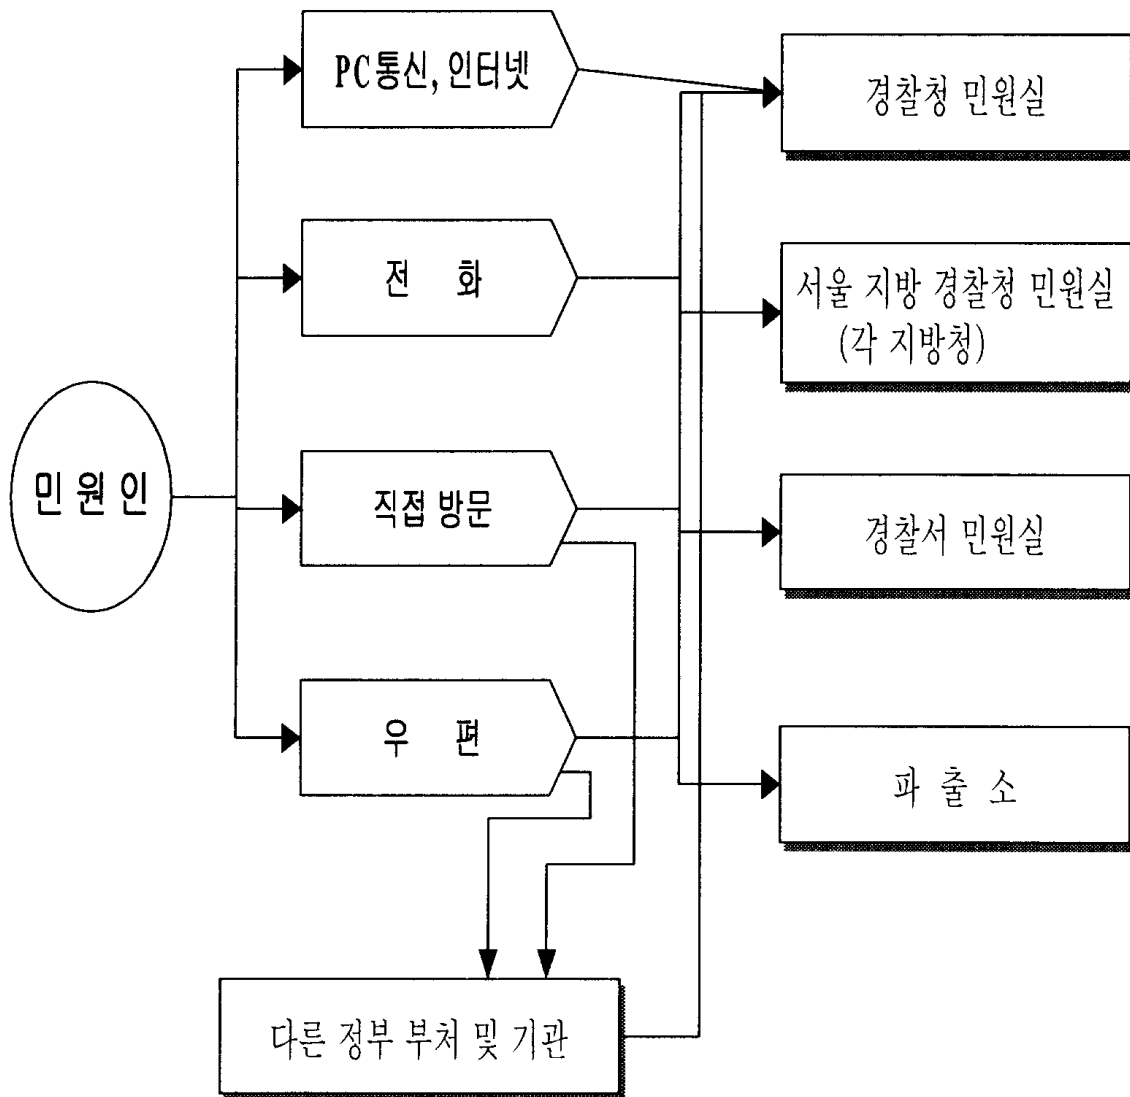 PC통신, 인터넷
경찰청 민원실
전 화
서울 지방 경찰청 민원실
(각 지방청)
민 원 인
직접 방문
경찰서 민원실
우 편
파 출 소
다른 정부 부처 및 기관